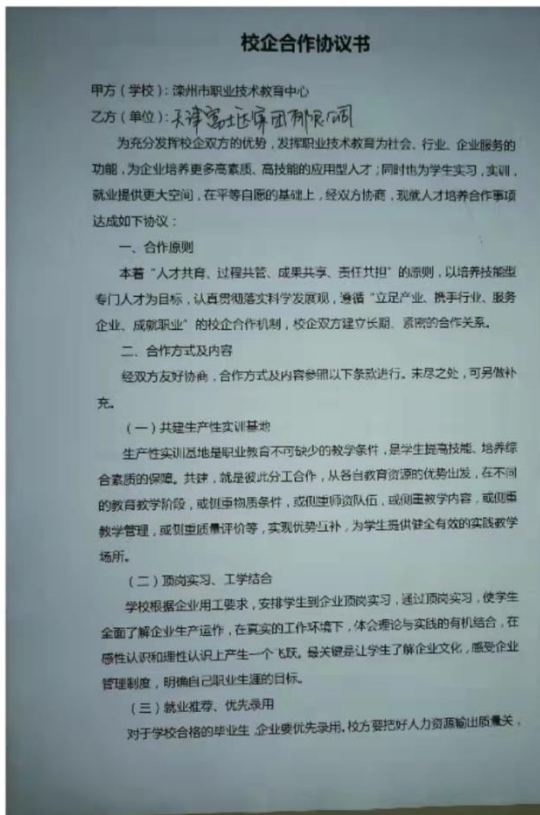 校企合作协议书
甲方（学校）：滦州市职业技术教育中心
乙方（单位）：天津富士达集团有限公司
为充分发挥校企双方的优势，发挥职业技术教育为社会、行业、企业服务的
功能，为企业培养更多高素质、高技能的应用型人才；同时也为学生实习，实训，
就业提供更大空间，在平等自愿的基础上，经双方协商，现就人才培养合作事项
达成如下协议：
一、合作原则
本着“人才共育、过程共管、成果共享、责任共担”的原则，以培养技能型
专门人才为目标，认真贯彻落实科学发展观，遵循“立足产业、携手行业、服务
企业、成就职业”的校企合作机制，校企双方建立长期、紧密的合作关系。
二、合作方式及内容
经双方友好协商，合作方式及内容参照以下条款进行。未尽之处，可另做补
充。
（一）共建生产性实训基地
生产性实训基地是职业教育不可缺少的教学条件，是学生提高技能、培养综
合素质的保障。共建，就是彼此分工合作，从各自教育资源的优势出发，在不同
的教育教学阶段，或侧重物质条件，或侧重师资队伍，或侧重教学内容，或侧重
教学管理，或侧重质量评价等，实现优势互补，为学生提供健全有效的实践教学
场所。
（二）顶岗实习、工学结合
学校根据企业用工要求，安排学生到企业顶岗实习，通过顶岗实习，使学生
全面了解企业生产运作，在真实的工作环境下，体会理论与实践的有机结合，在
感性认识和理性认识上产生一个飞跃。最关键是让学生了解企业文化，感受企业
管理制度，明确自己职业生涯的目标。
（三）就业推荐、优先录用
对于学校合格的毕业生，企业要优先录用。校方要把好人力资源输出质量关，